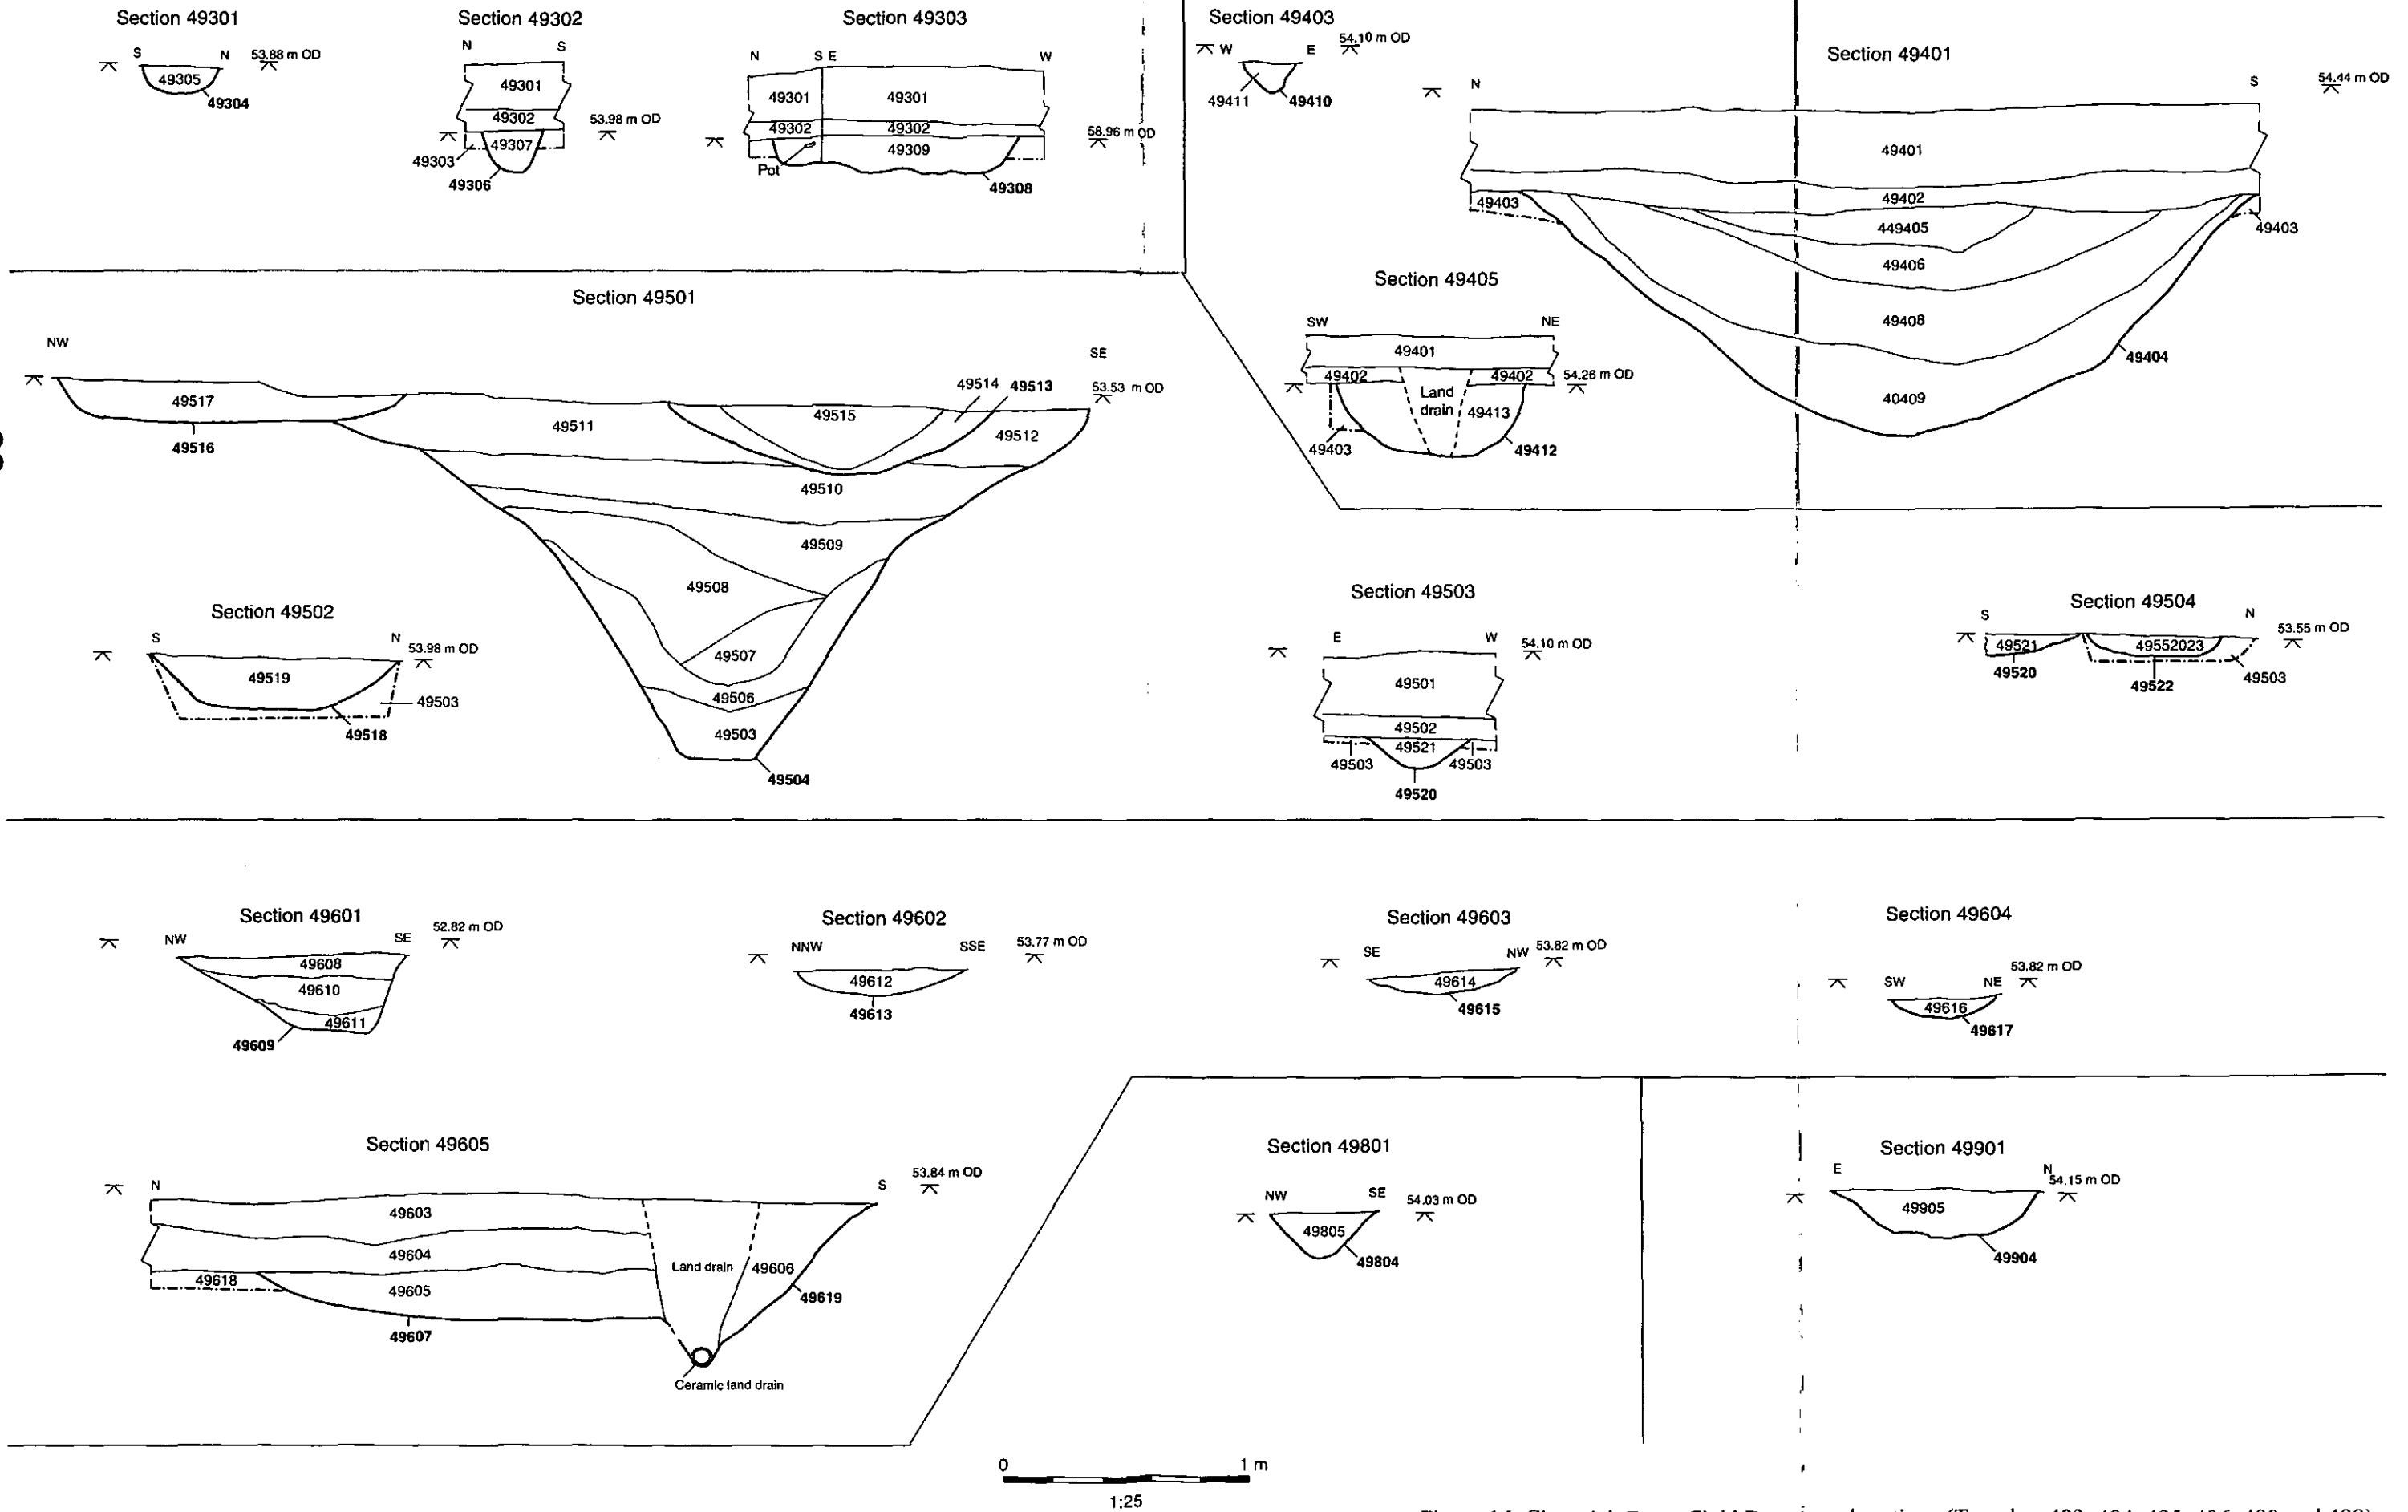 Section 49301
S N 53.88 m OD
49305
49304
Section 49302
N S
49301
49302
53.98 m OD
49307
49303
49306
Section 49303
N S E W
49301 49301
49302 49302
58.96 m OD
49309
Pot
49308
Section 49403
W E 54.10 m OD
49411 49410
Section 49401
N S 54.44 m OD
49401
49402
49403
449405
49403
49406
49408
49404
40409
Section 49405
SW NE
49401
49402 49402 54.26 m OD
Land
drain
49413
49403 49412
Section 49501
NW SE
53.53 m OD
49514 49513
49517
49515
49511
49512
49516
49510
49509
49508
49507
49506
49503
49504
Section 49502
S N 53.98 m OD
49519
49503
49518
Section 49503
E W 54.10 m OD
49501
49502
49521
49503 49503
49520
Section 49504
S N 53.55 m OD
49521 49552023
49520 49522 49503
Section 49601
NW SE 52.82 m OD
49608
49610
49611
49609
Section 49602
NNW SSE 53.77 m OD
49612
49613
Section 49603
SE NW 53.82 m OD
49614
49615
Section 49604
SW NE 53.82 m OD
49616
49617
Section 49605
N S 53.84 m OD
49603
49604
Land drain 49606
49618
49605
49619
49607
Ceramic land drain
Section 49801
NW SE 54.03 m OD
49805
49804
Section 49901
E N 54.15 m OD
49905
49904
0 1 m
1:25